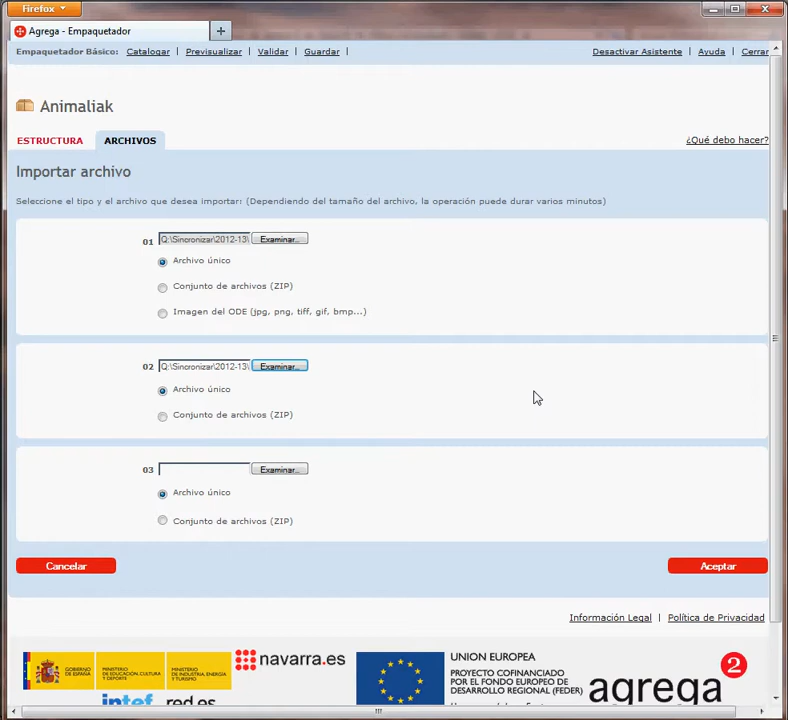 Firefox
Agrega - Empaquetador
Empaquetador Básico: Catalogar | Previsualizar | Validar | Guardar |
Desactivar Asistente | Ayuda | Cerrar
Animaliak
ESTRUCTURA ARCHIVOS
¿Qué debo hacer?
Importar archivo
Seleccione el tipo y el archivo que desea importar: (Dependiendo del tamaño del archivo, la operación puede durar varios minutos)
01 Q:\Sincronizar\2012-13\ Examinar...
Archivo único
Conjunto de archivos (ZIP)
Imagen del ODE (jpg, png, tiff, gif, bmp...)
02 Q:\Sincronizar\2012-13\ Examinar...
Archivo único
Conjunto de archivos (ZIP)
03 Examinar...
Archivo único
Conjunto de archivos (ZIP)
Cancelar
Aceptar
Información Legal | Política de Privacidad
GOBIERNO DE ESPAÑA
MINISTERIO DE EDUCACIÓN, CULTURA Y DEPORTE
MINISTERIO DE INDUSTRIA, ENERGÍA Y TURISMO
navarra.es
UNION EUROPEA
PROYECTO COFINANCIADO
POR EL FONDO EUROPEO DE
DESARROLLO REGIONAL (FEDER)
agrega 2
intef red.es